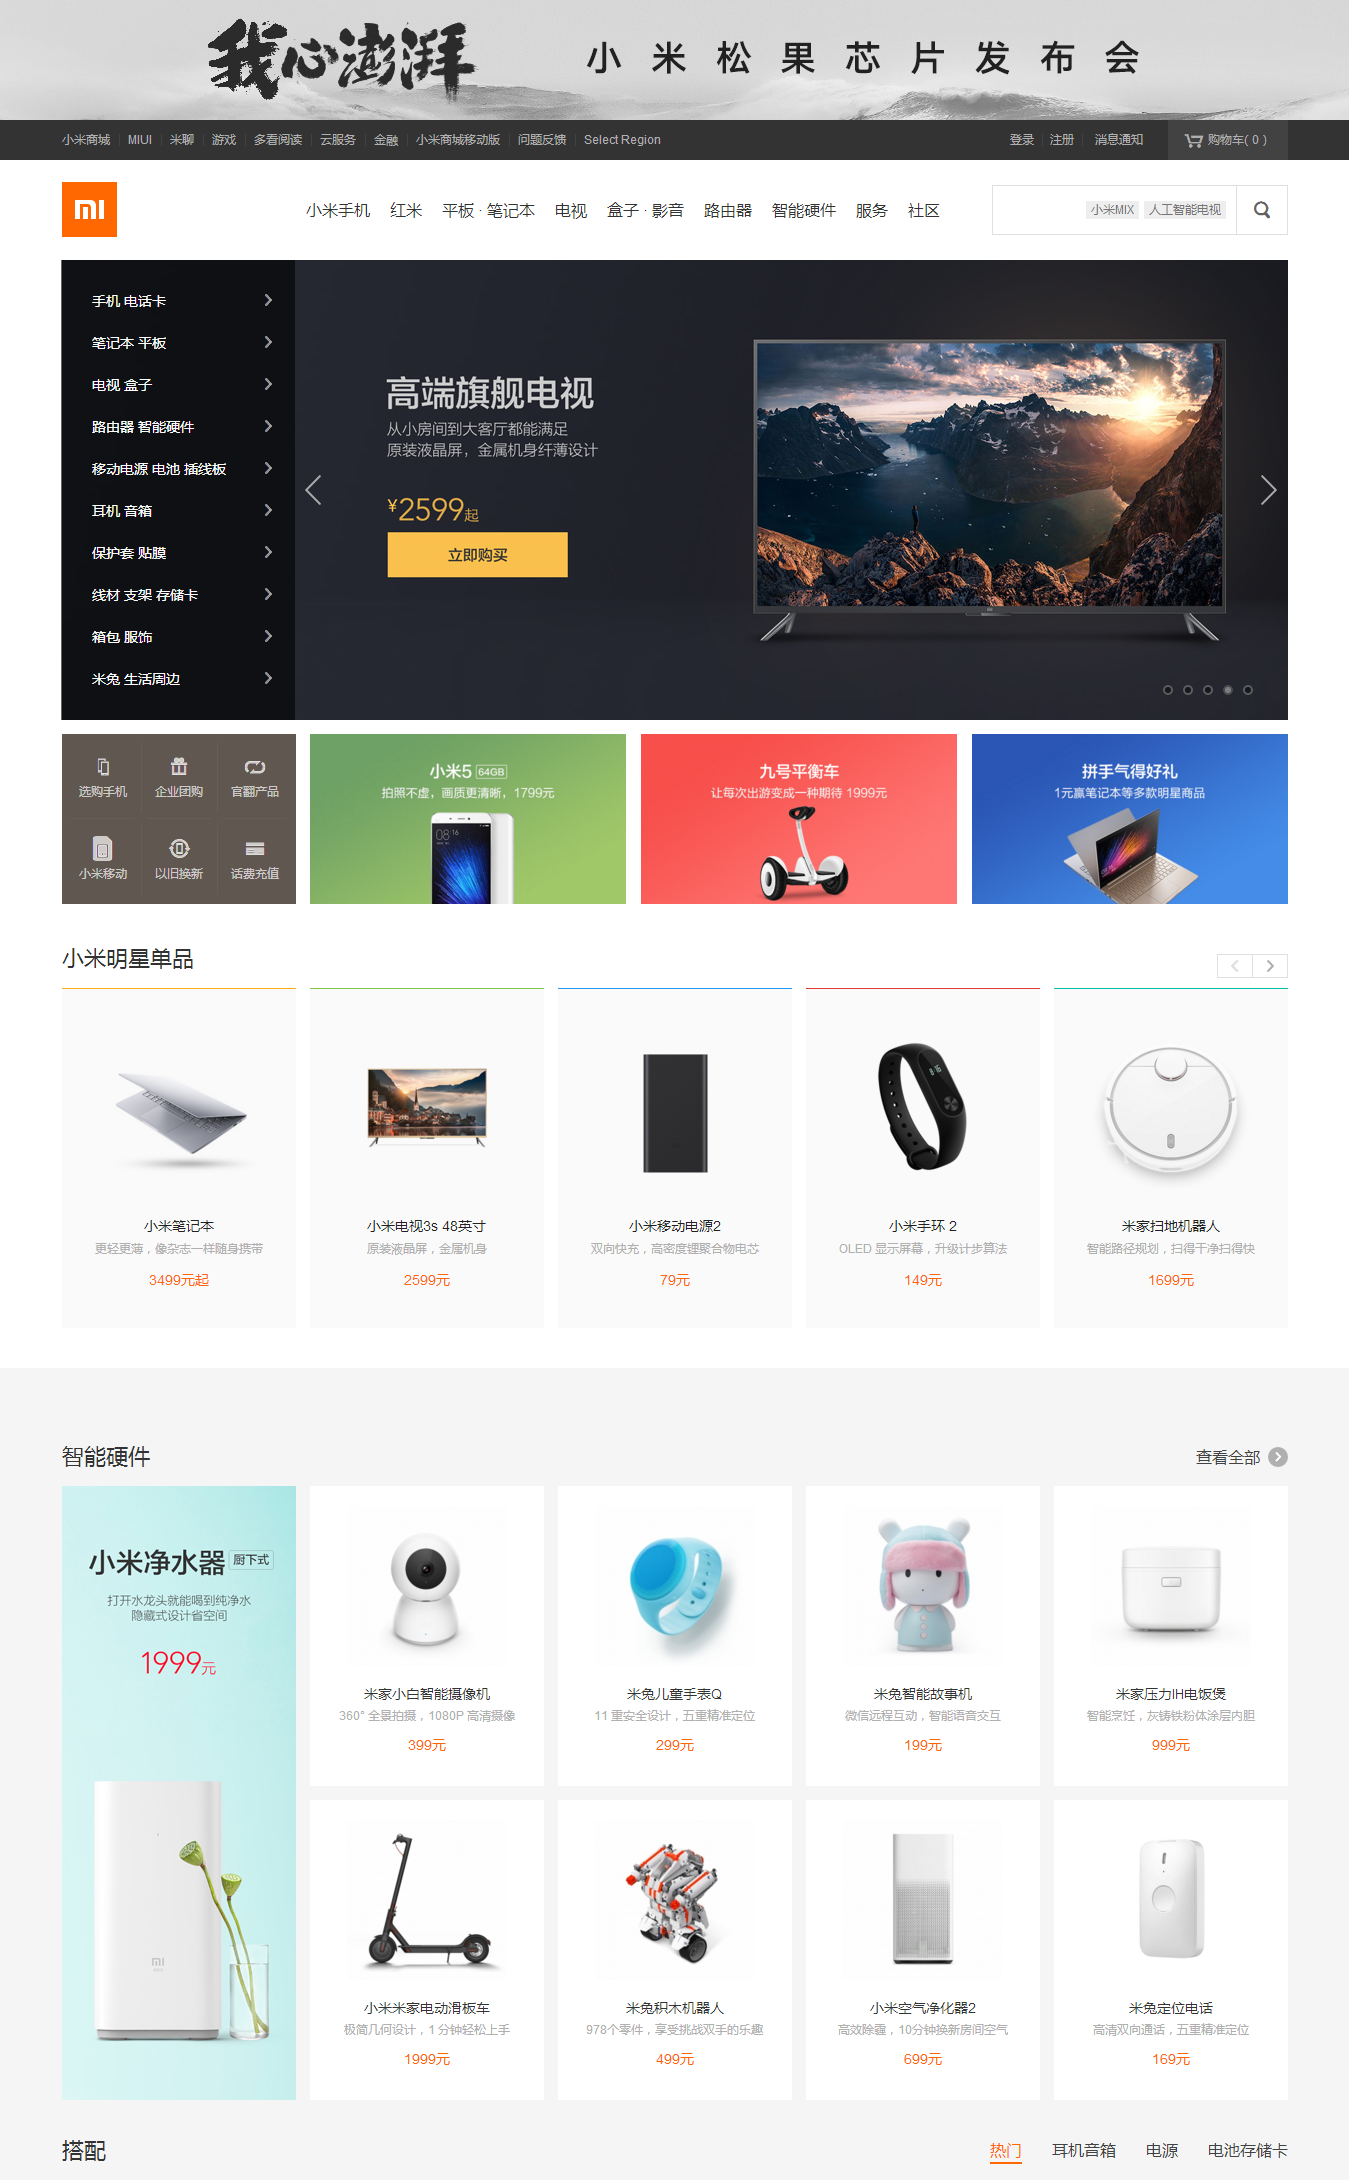 我心澎湃
小米松果芯片发布会
小米商城 MIUI 米聊 游戏 多看阅读 云服务 金融 小米商城移动版 问题反馈 Select Region 登录 注册 消息通知 购物车( 0 )
小米手机 红米 平板 · 笔记本 电视 盒子 · 影音 路由器 智能硬件 服务 社区 小米MIX 人工智能电视
手机 电话卡
笔记本 平板
电视 盒子
路由器 智能硬件
移动电源 电池 插线板
耳机 音箱
保护套 贴膜
线材 支架 存储卡
箱包 服饰
米兔 生活周边
高端旗舰电视
从小房间到大客厅都能满足
原装液晶屏，金属机身纤薄设计
¥2599起
立即购买
选购手机 企业团购 官翻产品
小米移动 以旧换新 话费充值
小米5 64GB
拍照不虚，画质更清晰，1799元
08:16
九号平衡车
让每次出游变成一种期待 1999元
拼手气得好礼
1元赢笔记本等多款明星商品
小米明星单品
小米笔记本
更轻更薄，像杂志一样随身携带
3499元起
小米电视3s 48英寸
原装液晶屏，金属机身
2599元
小米移动电源2
双向快充，高密度锂聚合物电芯
79元
小米手环 2
OLED 显示屏幕，升级计步算法
149元
米家扫地机器人
智能路径规划，扫得干净扫得快
1699元
智能硬件 查看全部
小米净水器 厨下式
打开水龙头就能喝到纯净水
隐藏式设计省空间
1999元
米家小白智能摄像机
360° 全景拍摄，1080P 高清摄像
399元
米兔儿童手表Q
11 重安全设计，五重精准定位
299元
米兔智能故事机
微信远程互动，智能语音交互
199元
米家压力IH电饭煲
智能烹饪，灰铸铁粉体涂层内胆
999元
小米米家电动滑板车
极简几何设计，1 分钟轻松上手
1999元
米兔积木机器人
978个零件，享受挑战双手的乐趣
499元
小米空气净化器2
高效除霾，10分钟换新房间空气
699元
米兔定位电话
高清双向通话，五重精准定位
169元
搭配 热门 耳机音箱 电源 电池存储卡